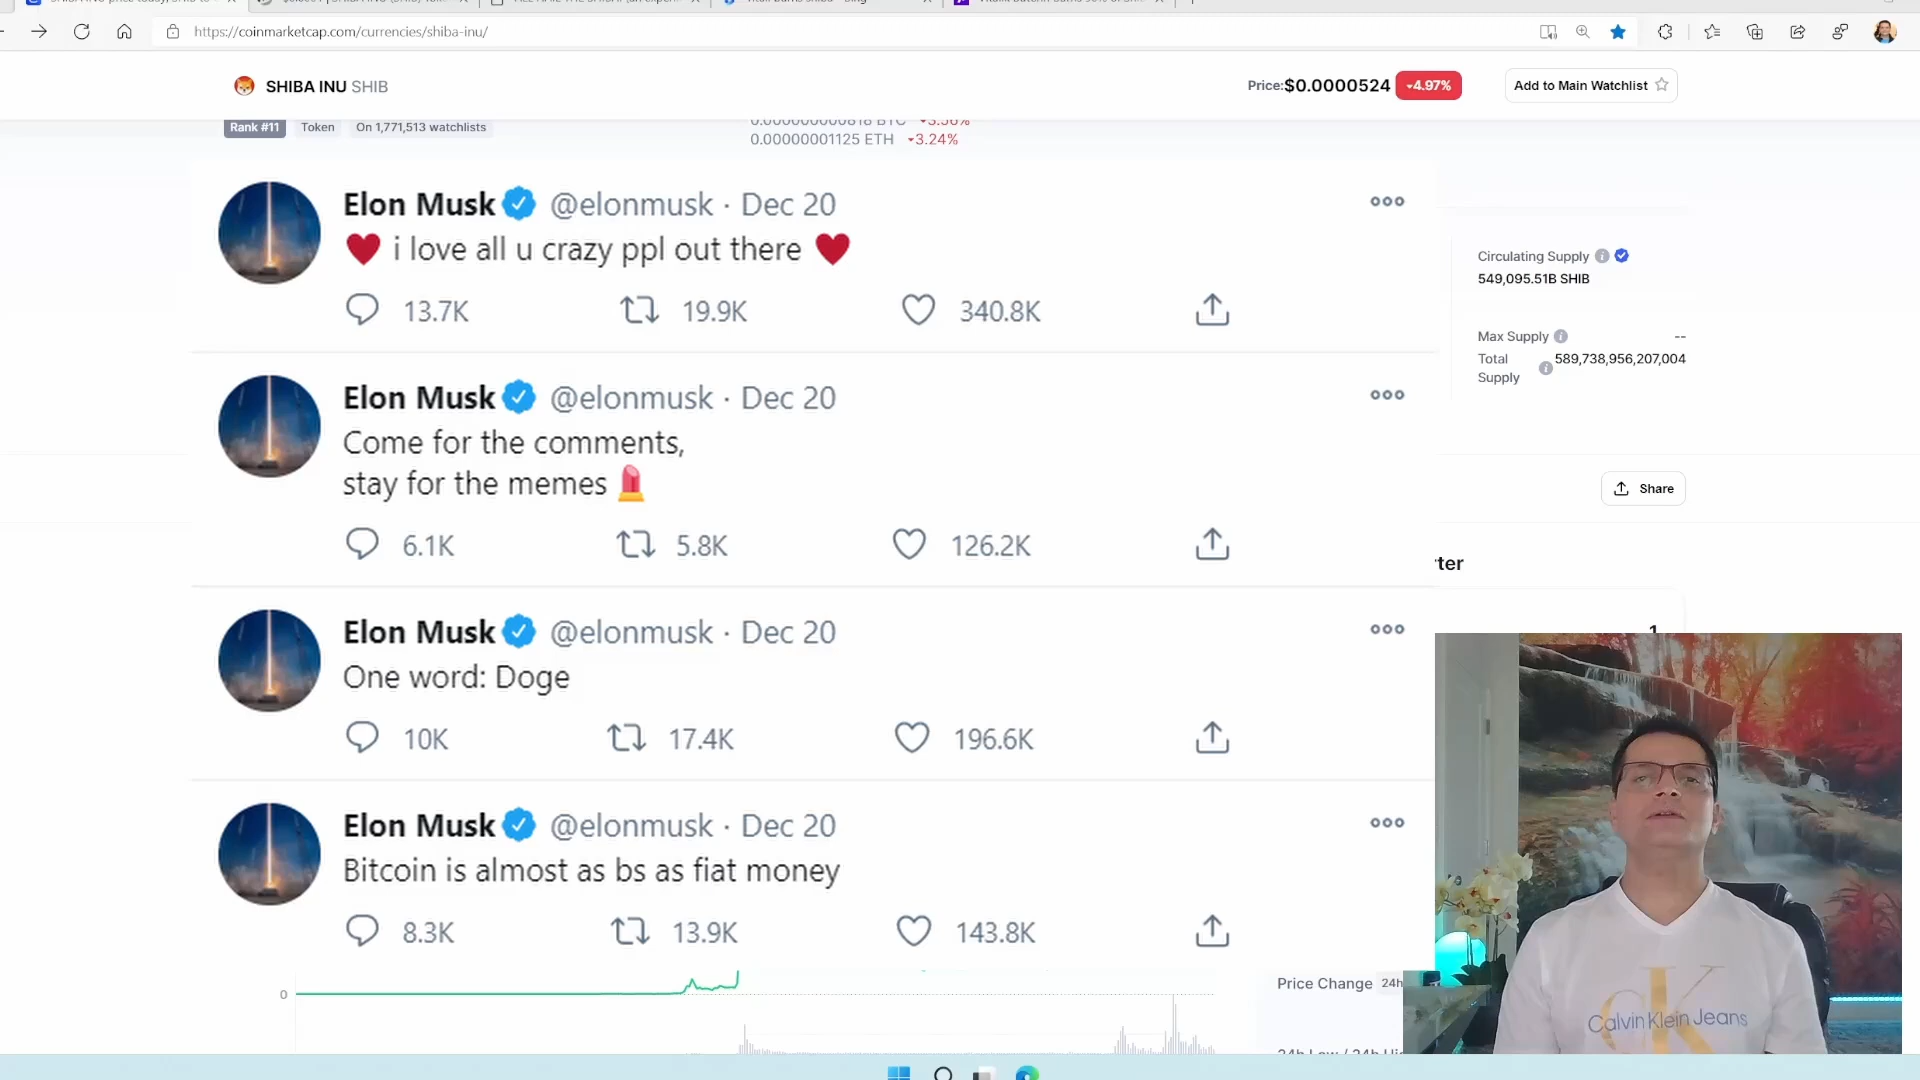 https://coinmarketcap.com/currencies/shiba-inu/
SHIBA INU SHIB
Price:$0.0000524
4.97%
Add to Main Watchlist
Rank #11
Token
On 1,771,513 watchlists
0.00000001125 ETH
3.24%
Elon Musk @elonmusk · Dec 20
i love all u crazy ppl out there
13.7K
19.9K
340.8K
Elon Musk @elonmusk · Dec 20
Come for the comments,
stay for the memes
6.1K
5.8K
126.2K
Elon Musk @elonmusk · Dec 20
One word: Doge
10K
17.4K
196.6K
Elon Musk @elonmusk · Dec 20
Bitcoin is almost as bs as fiat money
8.3K
13.9K
143.8K
Circulating Supply
549,095.51B SHIB
Max Supply
--
Total
589,738,956,207,004
Supply
Share
rter
0
Price Change
24h
CK
Calvin Klein Jeans